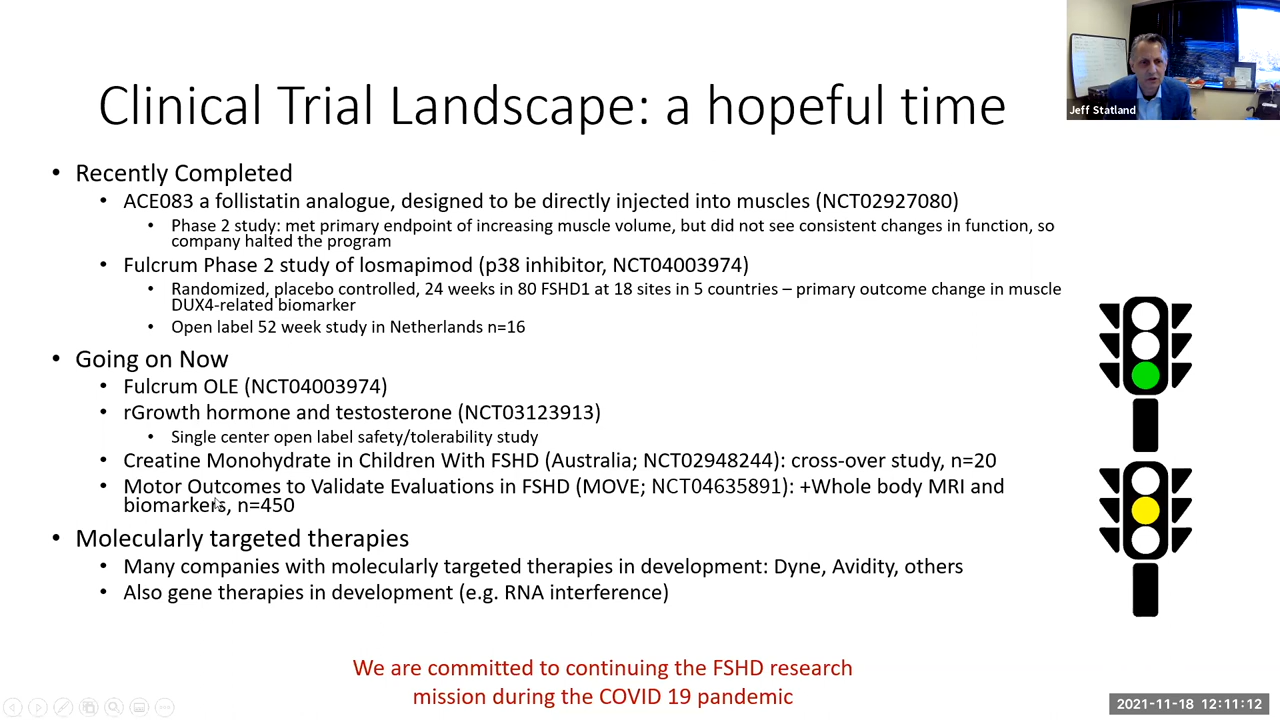 Clinical Trial Landscape: a hopeful time
Jeff Statland
• Recently Completed
• ACE083 a follistatin analogue, designed to be directly injected into muscles (NCT02927080)
• Phase 2 study: met primary endpoint of increasing muscle volume, but did not see consistent changes in function, so
company halted the program
• Fulcrum Phase 2 study of losmapimod (p38 inhibitor, NCT04003974)
• Randomized, placebo controlled, 24 weeks in 80 FSHD1 at 18 sites in 5 countries – primary outcome change in muscle
DUX4-related biomarker
• Open label 52 week study in Netherlands n=16
• Going on Now
• Fulcrum OLE (NCT04003974)
• rGrowth hormone and testosterone (NCT03123913)
• Single center open label safety/tolerability study
• Creatine Monohydrate in Children With FSHD (Australia; NCT02948244): cross-over study, n=20
• Motor Outcomes to Validate Evaluations in FSHD (MOVE; NCT04635891): +Whole body MRI and
biomarkers, n=450
• Molecularly targeted therapies
• Many companies with molecularly targeted therapies in development: Dyne, Avidity, others
• Also gene therapies in development (e.g. RNA interference)
We are committed to continuing the FSHD research
mission during the COVID 19 pandemic
2021-11-18 12:11:12